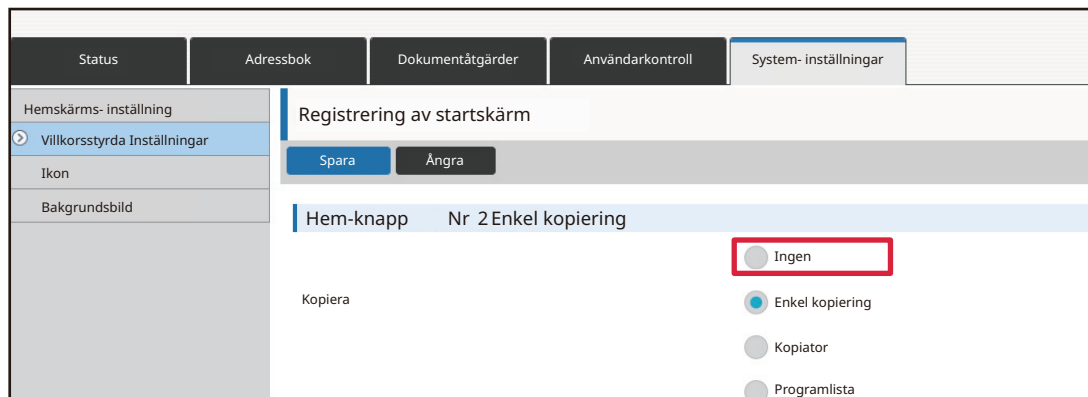 Status
Adressbok
Dokumentåtgärder
Användarkontroll
System- inställningar
Hemskärms- inställning
Villkorsstyrda Inställningar
Ikon
Bakgrundsbild
Registrering av startskärm
Spara
Ångra
Hem-knapp Nr 2 Enkel kopiering
Ingen
Kopiera
Enkel kopiering
Kopiator
Programlista